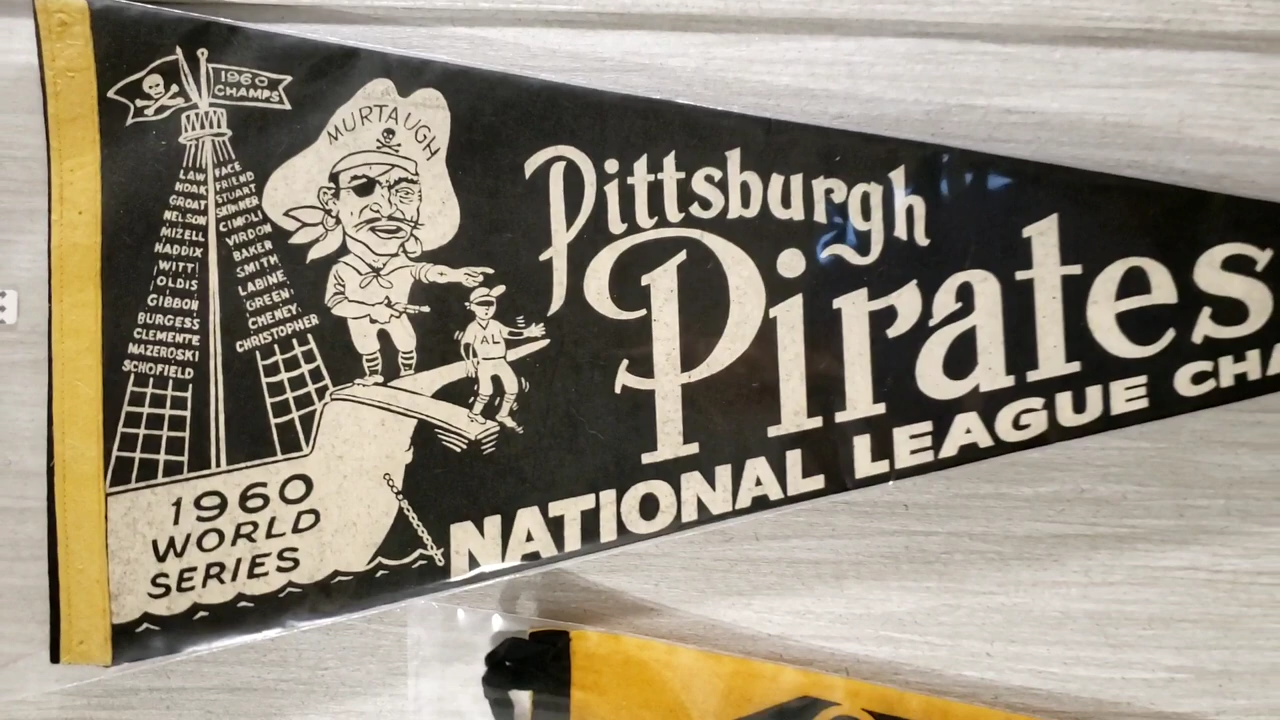 1960
CHAMPS
MURTAUGH
LAW
HOAK
GROAT
NELSON
MIZELL
HADDIX
WITT
OLDIS
GIBBON
BURGESS
CLEMENTE
MAZEROSKI
SCHOFIELD
FACE
FRIEND
STUART
SKINNER
CIMOLI
VIRDON
BAKER
SMITH
LABINE
GREEN
CHENEY
CHRISTOPHER
AL
1960
WORLD
SERIES
Pittsburgh
Pirates
NATIONAL LEAGUE CHA